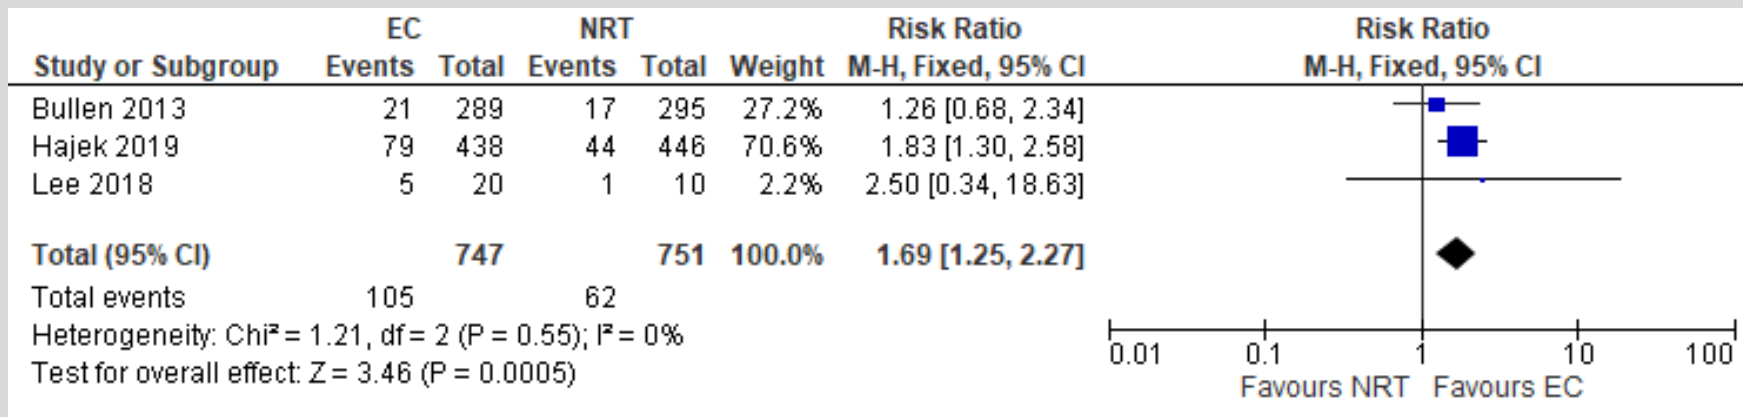 EC NRT Risk Ratio Risk Ratio
Study or Subgroup Events Total Events Total Weight M-H, Fixed, 95% CI M-H, Fixed, 95% CI
Bullen 2013 21 289 17 295 27.2% 1.26 [0.68, 2.34]
Hajek 2019 79 438 44 446 70.6% 1.83 [1.30, 2.58]
Lee 2018 5 20 1 10 2.2% 2.50 [0.34, 18.63]
Total (95% CI) 747 751 100.0% 1.69 [1.25, 2.27]
Total events 105 62
Heterogeneity: Chi² = 1.21, df = 2 (P = 0.55); I² = 0%
Test for overall effect: Z = 3.46 (P = 0.0005)
0.01 0.1 1 10 100
Favours NRT Favours EC